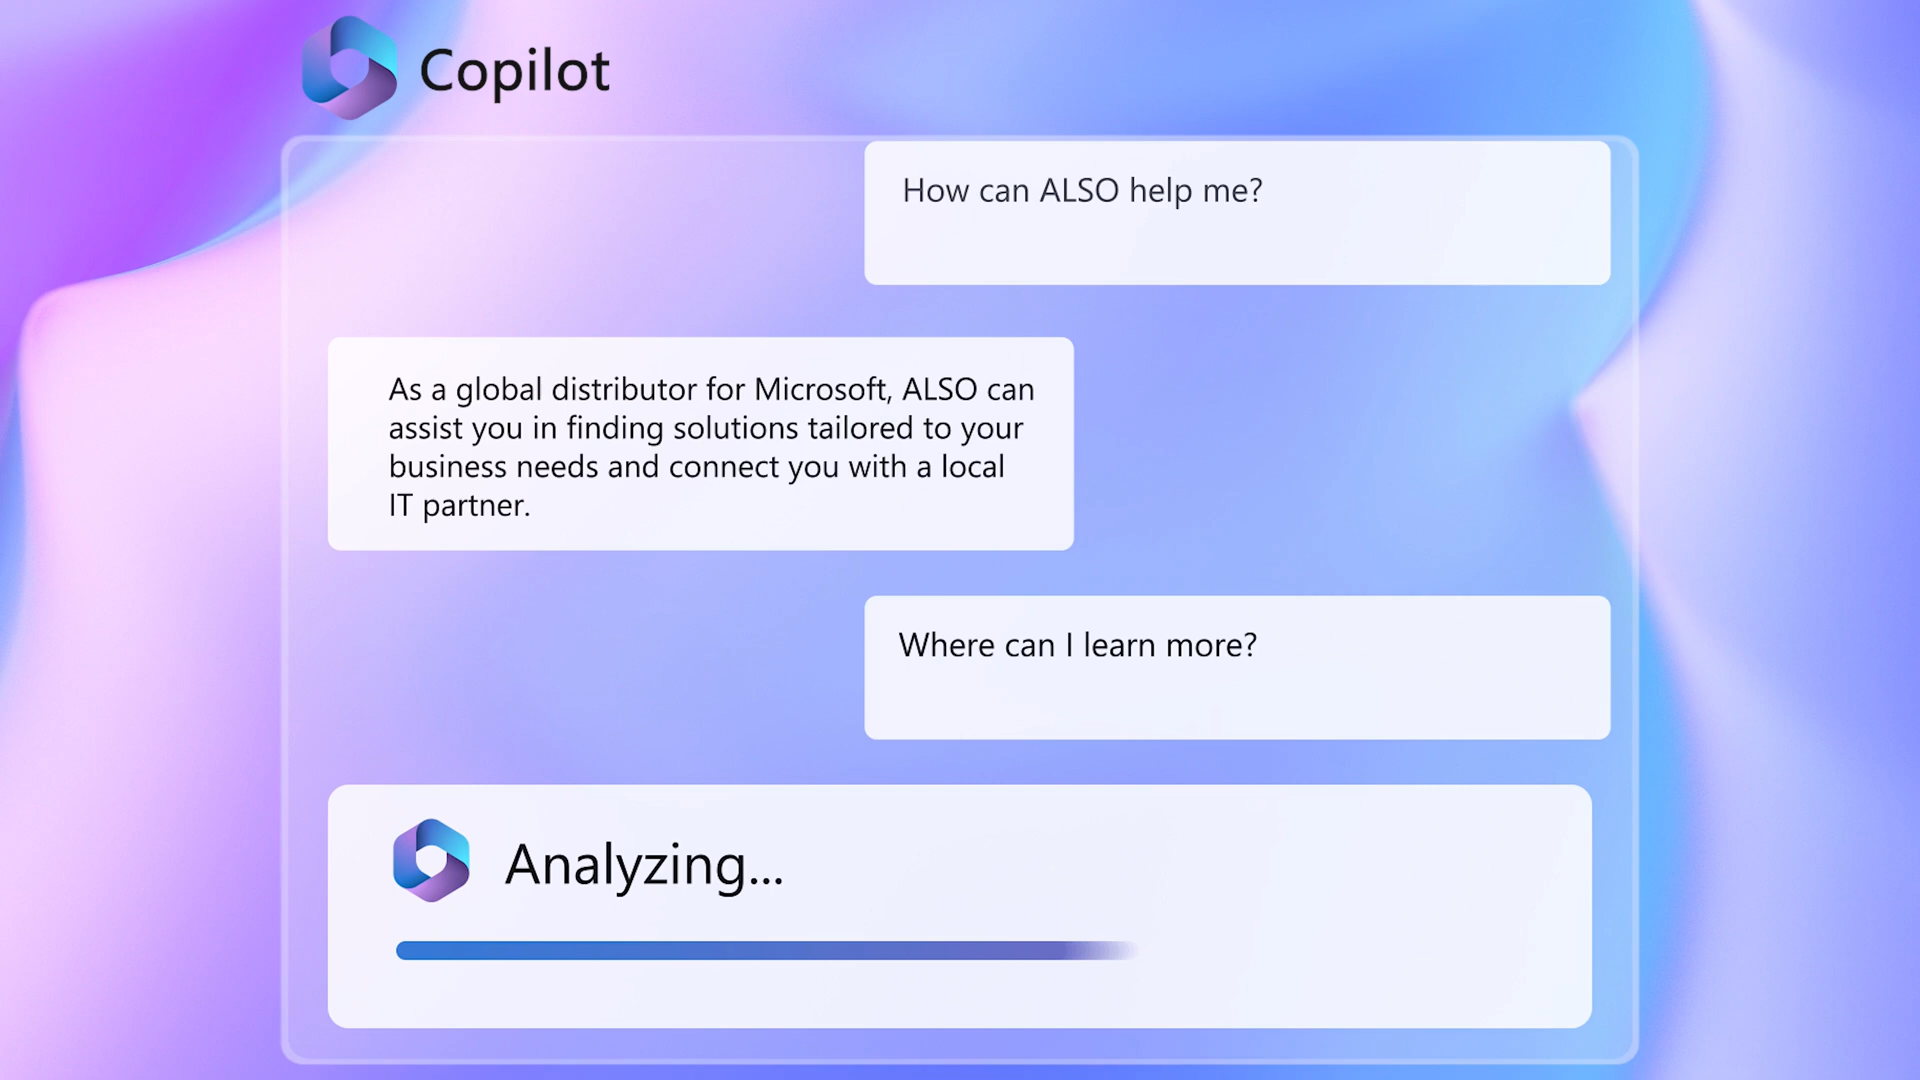 Copilot
How can ALSO help me?
As a global distributor for Microsoft, ALSO can
assist you in finding solutions tailored to your
business needs and connect you with a local
IT partner.
Where can I learn more?
Analyzing...